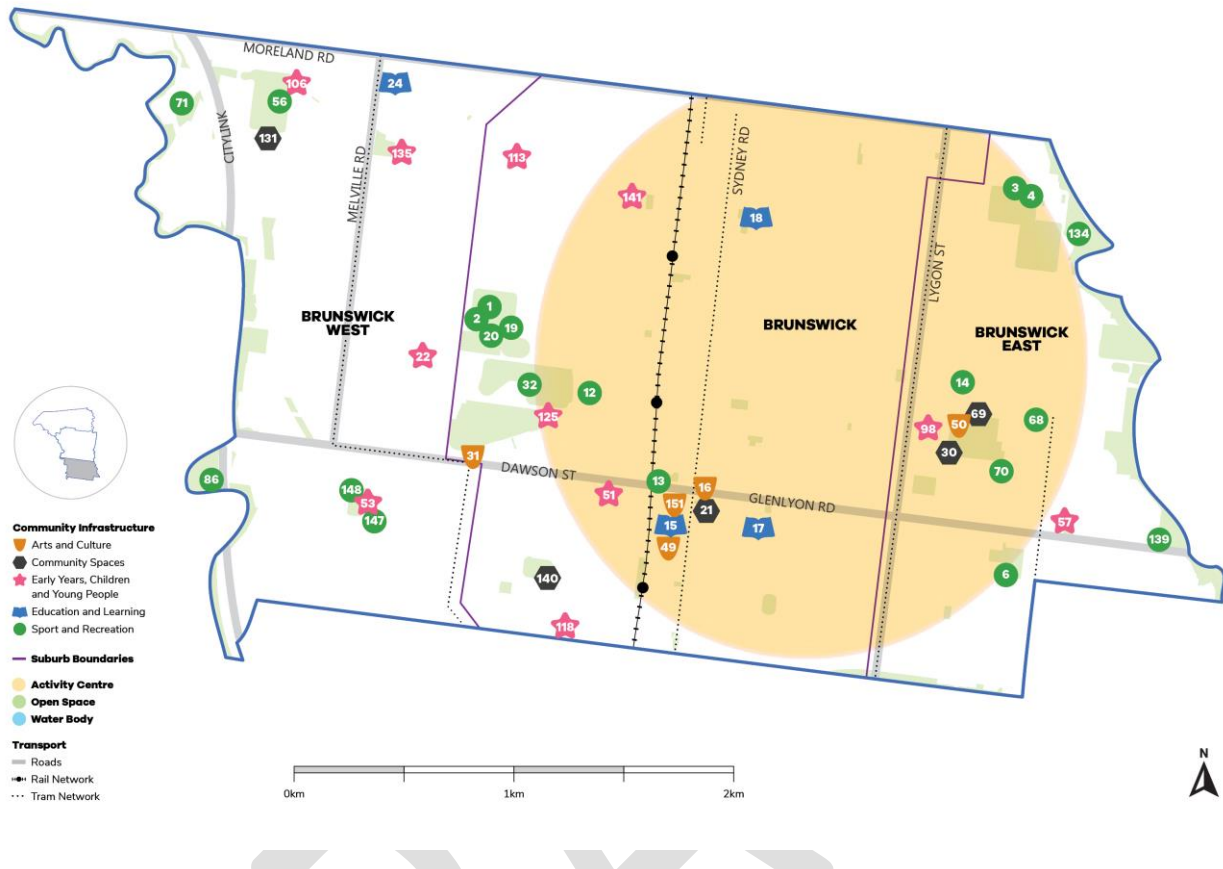 MORELAND RD
106
24
71
56
CITYLINK
131
MELVILLE RD
135
113
SYDNEY RD
141
18
3
4
134
LYGON ST
1
2
19
20
BRUNSWICK
WEST
BRUNSWICK
BRUNSWICK
EAST
22
32
12
14
125
69
50
68
98
30
31
DAWSON ST
13
70
86
148
53
147
51
16
151
21
GLENLYON RD
15
17
49
57
139
140
6
118
Community Infrastructure
Arts and Culture
Community Spaces
Early Years, Children
and Young People
Education and Learning
Sport and Recreation
Suburb Boundaries
Activity Centre
Open Space
Water Body
Transport
Roads
Rail Network
Tram Network
0km
1km
2km
N